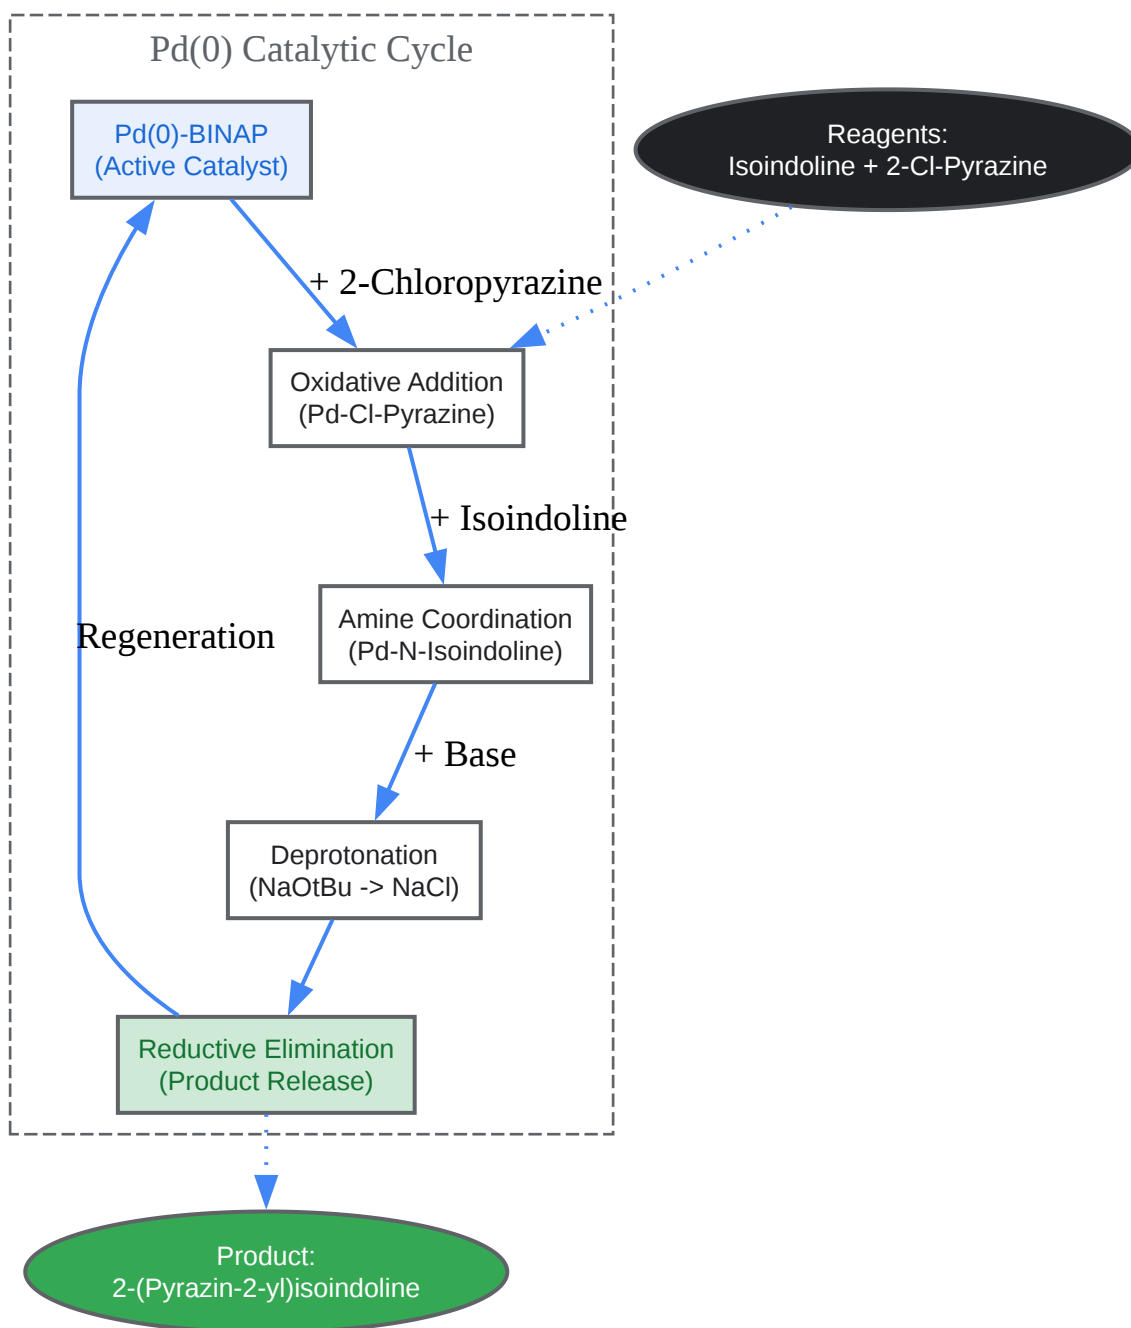 Pd(0) Catalytic Cycle
Pd(0)-BINAP
(Active Catalyst)
Reagents:
Isoindoline + 2-Cl-Pyrazine
+ 2-Chloropyrazine
Oxidative Addition
(Pd-Cl-Pyrazine)
+ Isoindoline
Amine Coordination
(Pd-N-Isoindoline)
Regeneration
+ Base
Deprotonation
(NaOtBu -> NaCl)
Reductive Elimination
(Product Release)
Product:
2-(Pyrazin-2-yl)isoindoline